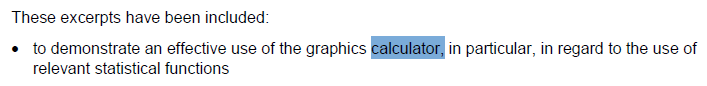 These excerpts have been included:
• to demonstrate an effective use of the graphics calculator, in particular, in regard to the use of
relevant statistical functions